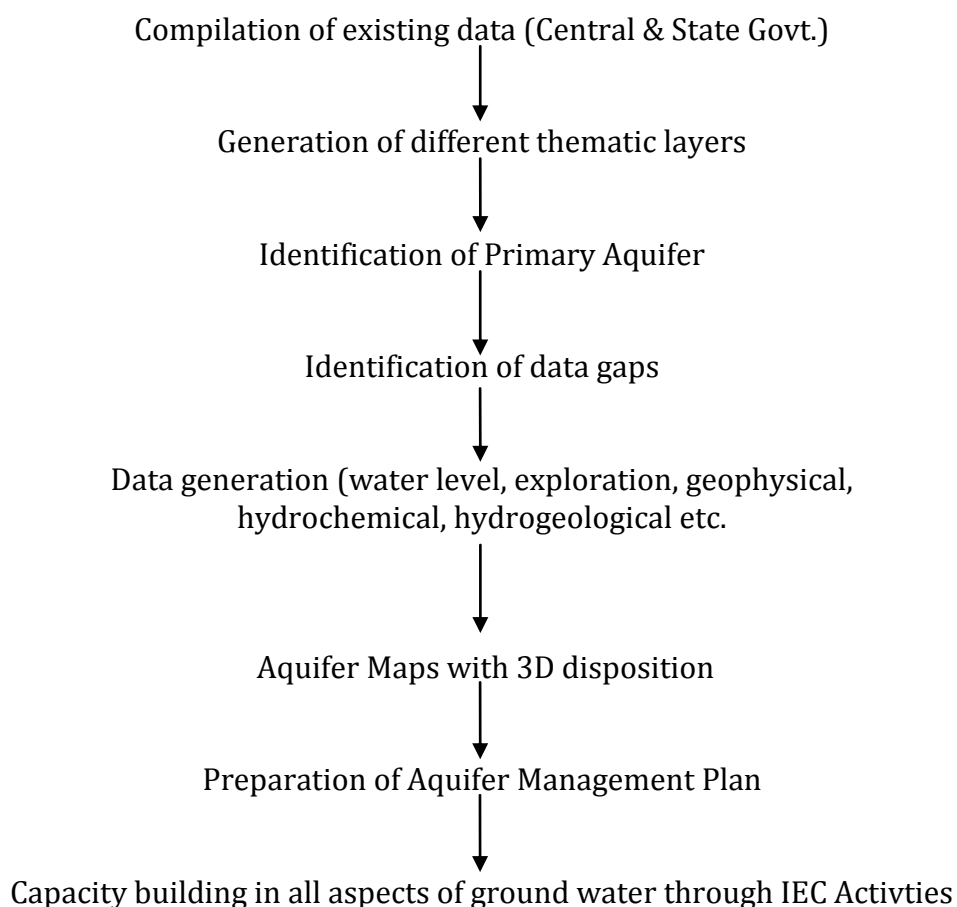 Compilation of existing data (Central & State Govt.)
Generation of different thematic layers
Identification of Primary Aquifer
Identification of data gaps
Data generation (water level, exploration, geophysical,
hydrochemical, hydrogeological etc.
Aquifer Maps with 3D disposition
Preparation of Aquifer Management Plan
Capacity building in all aspects of ground water through IEC Activties